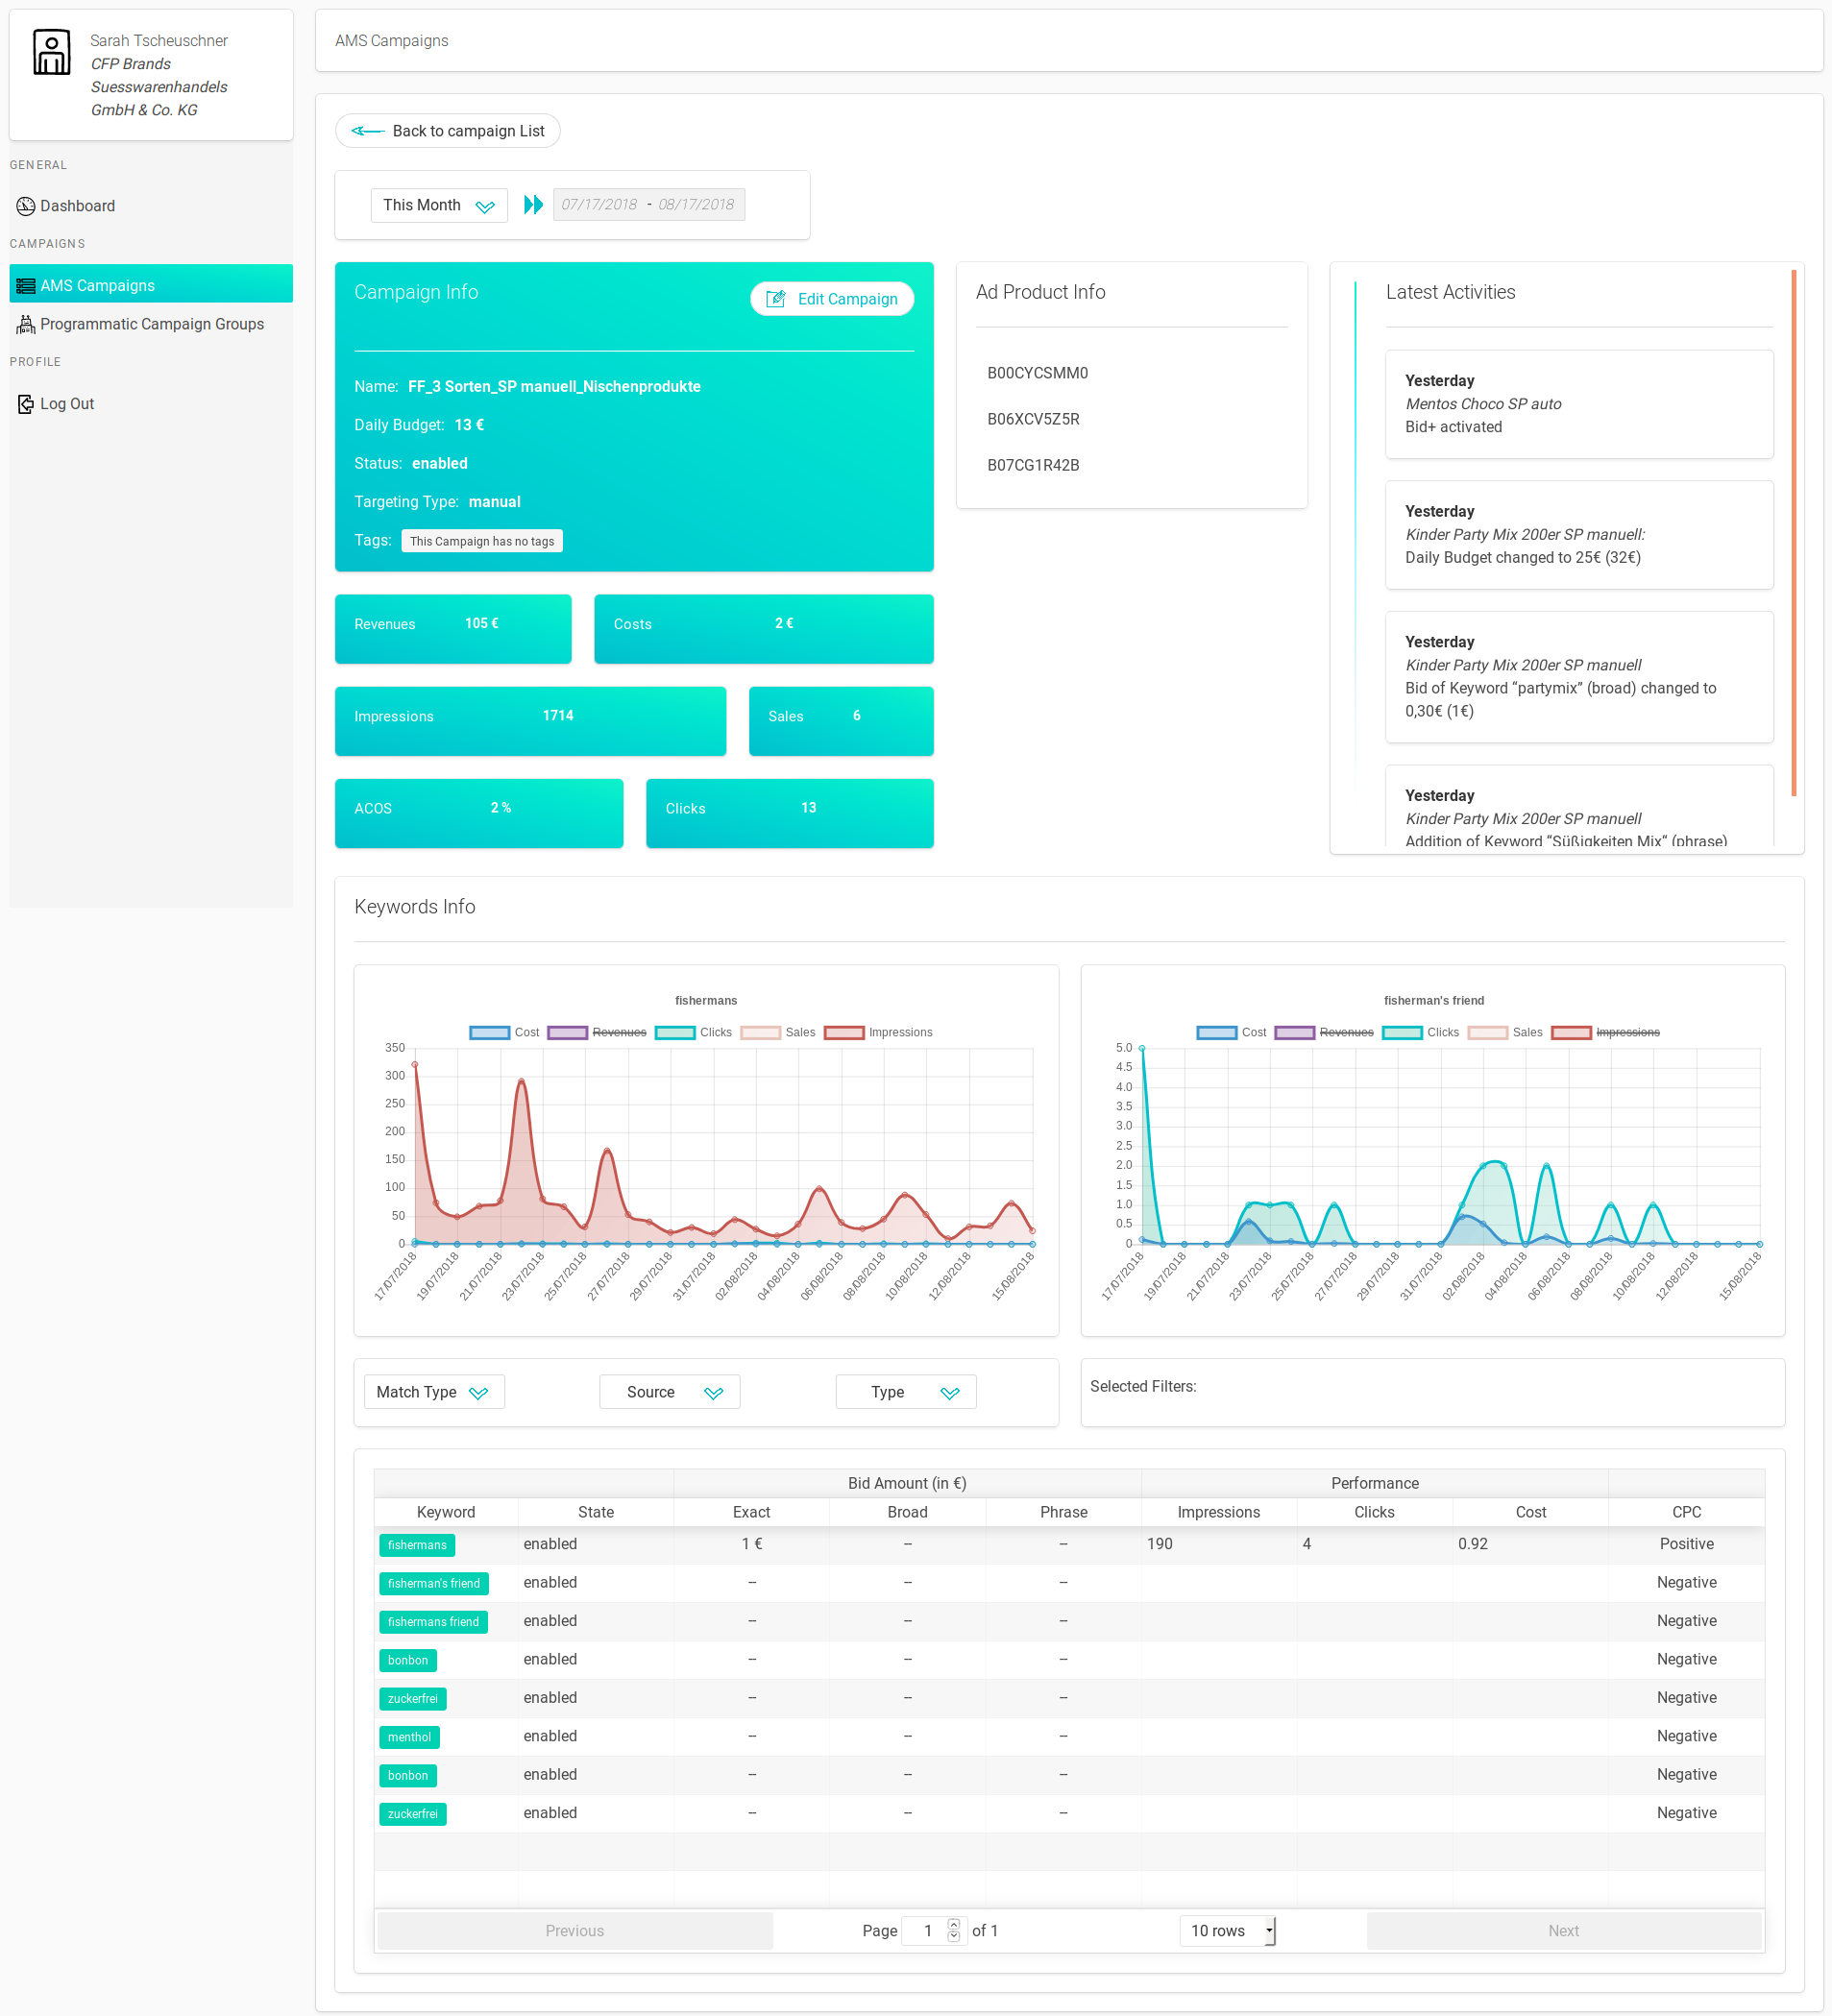 Sarah Tscheuschner
CFP Brands
Suesswarenhandels
GmbH & Co. KG
GENERAL
Dashboard
CAMPAIGNS
AMS Campaigns
Programmatic Campaign Groups
PROFILE
Log Out
AMS Campaigns
Back to campaign List
This Month 07/17/2018 - 08/17/2018
Campaign Info Edit Campaign
Name: FF_3 Sorten_SP manuell_Nischenprodukte
Daily Budget: 13 €
Status: enabled
Targeting Type: manual
Tags: This Campaign has no tags
Revenues 105 € Costs 2 €
Impressions 1714 Sales 6
ACOS 2 % Clicks 13
Ad Product Info
B00CYCSMM0
B06XCV5Z5R
B07CG1R42B
Latest Activities
Yesterday
Mentos Choco SP auto
Bid+ activated
Yesterday
Kinder Party Mix 200er SP manuell:
Daily Budget changed to 25€ (32€)
Yesterday
Kinder Party Mix 200er SP manuell
Bid of Keyword “partymix” (broad) changed to
0,30€ (1€)
Yesterday
Kinder Party Mix 200er SP manuell
Addition of Keyword “Süßigkeiten Mix“ (phrase)
Keywords Info
fishermans
Cost Revenues Clicks Sales Impressions
350
300
250
200
150
100
50
0
17/07/2018 19/07/2018 21/07/2018 23/07/2018 25/07/2018 27/07/2018 29/07/2018 31/07/2018 02/08/2018 04/08/2018 06/08/2018 08/08/2018 10/08/2018 12/08/2018 15/08/2018
fisherman's friend
Cost Revenues Clicks Sales Impressions
5.0
4.5
4.0
3.5
3.0
2.5
2.0
1.5
1.0
0.5
0
17/07/2018 19/07/2018 21/07/2018 23/07/2018 25/07/2018 27/07/2018 29/07/2018 31/07/2018 02/08/2018 04/08/2018 06/08/2018 08/08/2018 10/08/2018 12/08/2018 15/08/2018
Match Type Source Type
Selected Filters:
Bid Amount (in €) Performance
Keyword State Exact Broad Phrase Impressions Clicks Cost CPC
fishermans enabled 1 € -- -- 190 4 0.92 Positive
fisherman's friend enabled -- -- -- Negative
fishermans friend enabled -- -- -- Negative
bonbon enabled -- -- -- Negative
zuckerfrei enabled -- -- -- Negative
menthol enabled -- -- -- Negative
bonbon enabled -- -- -- Negative
zuckerfrei enabled -- -- -- Negative
Previous Page 1 of 1 10 rows Next